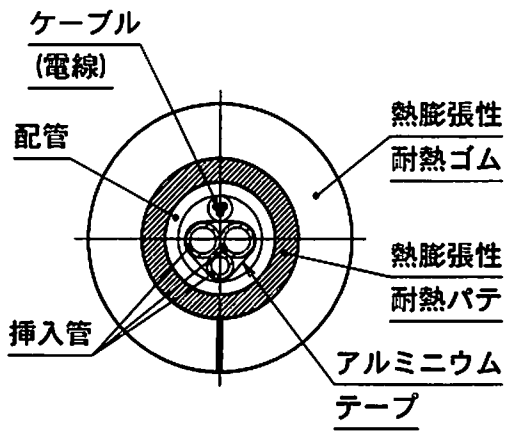 ケーブル
(電線)
配管
熱膨張性
耐熱ゴム
熱膨張性
耐熱パテ
挿入管
アルミニウム
テープ